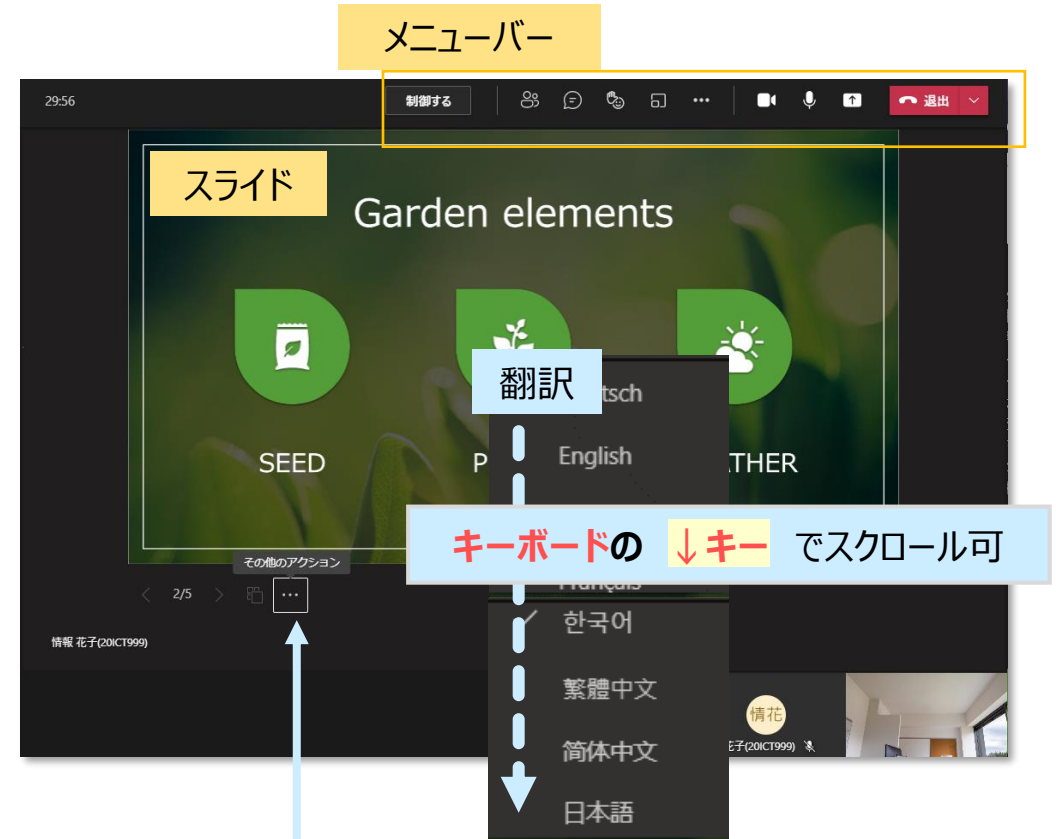 メニューバー
29:56
制御する
退出
スライド
Garden elements
翻訳
tsch
SEED
P
English
THER
キーボードの ↓キー でスクロール可
その他のアクション
Français
2/5
한국어
情報 花子(20ICT999)
繁體中文
情花
花子(20ICT999)
简体中文
日本語